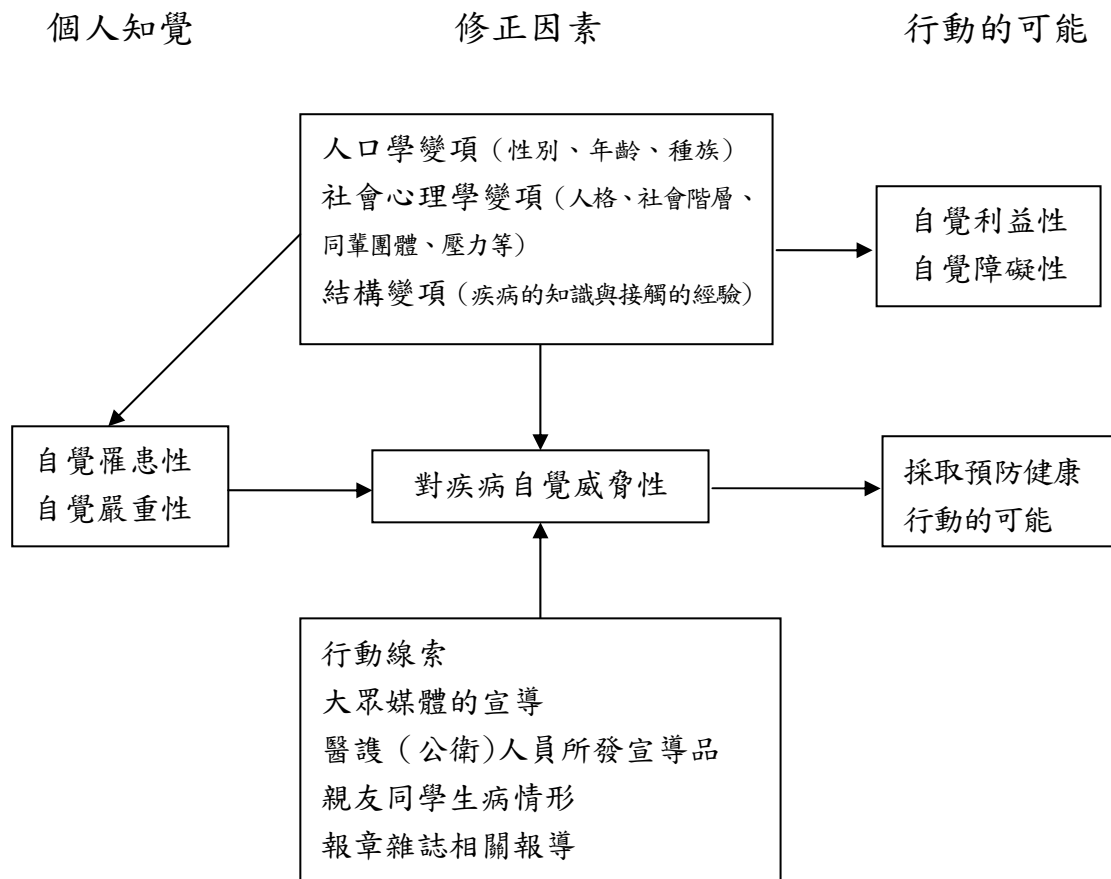 個人知覺
修正因素
行動的可能
人口學變項（性別、年齡、種族）
社會心理學變項（人格、社會階層、
同輩團體、壓力等）
結構變項（疾病的知識與接觸的經驗）
自覺利益性
自覺障礙性
自覺罹患性
自覺嚴重性
對疾病自覺威脅性
採取預防健康
行動的可能
行動線索
大眾媒體的宣導
醫護（公衛）人員所發宣導品
親友同學生病情形
報章雜誌相關報導